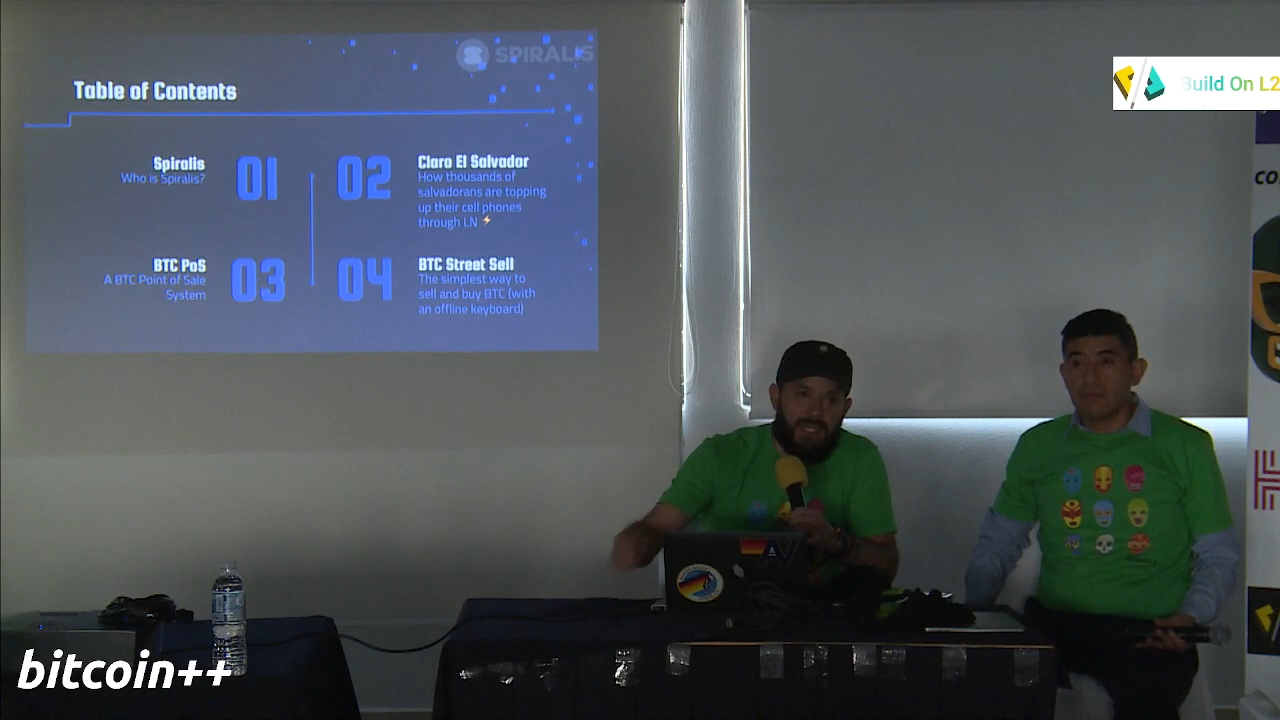 SPIRALIS
Table of Contents
Spiralis
Who is Spiralis?
01
02
Claro El Salvador
How thousands of
salvadorans are topping
up their cell phones
through LN ⚡
BTC PoS
A BTC Point of Sale
System
03
04
BTC Street Sell
The simplest way to
sell and buy BTC (with
an offline keyboard)
Build On L2
co
bitcoin++